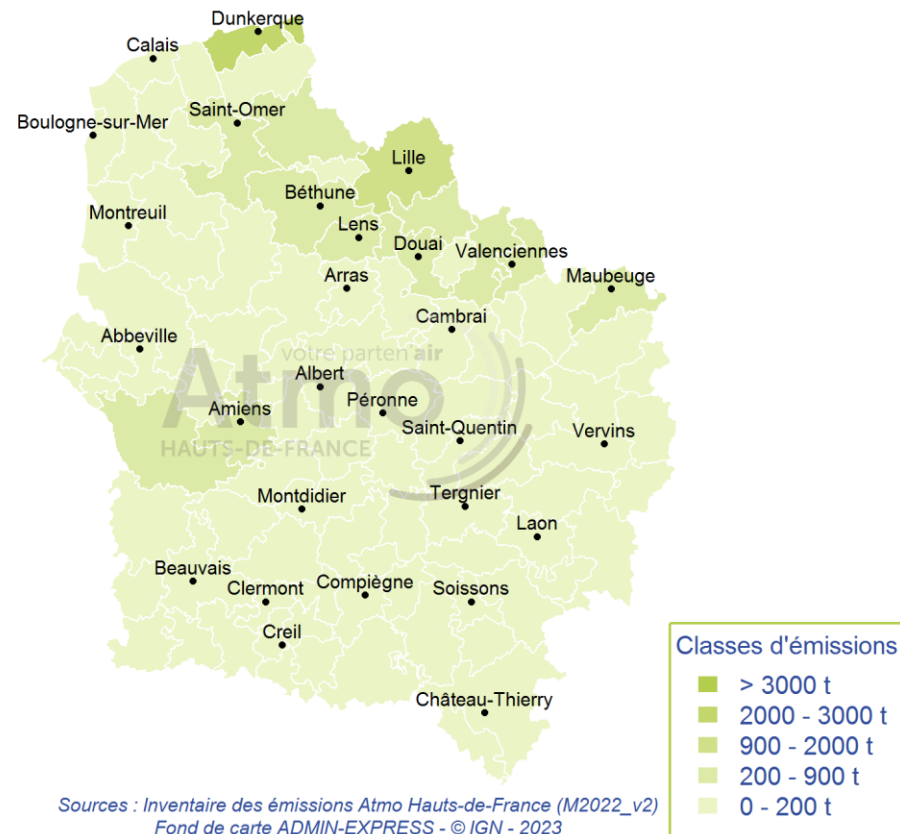 Dunkerque
Calais
Saint-Omer
Boulogne-sur-Mer
Lille
Béthune
Montreuil
Lens
Douai
Valenciennes
Arras
Maubeuge
Cambrai
Abbeville
votre parten'air
Atmo
HAUTS-DE-FRANCE
Albert
Péronne
Amiens
Saint-Quentin
Vervins
Montdidier
Tergnier
Laon
Beauvais
Clermont
Compiègne
Soissons
Creil
Château-Thierry
Classes d'émissions
> 3000 t
2000 - 3000 t
900 - 2000 t
200 - 900 t
0 - 200 t
Sources : Inventaire des émissions Atmo Hauts-de-France (M2022_v2)
Fond de carte ADMIN-EXPRESS - © IGN - 2023